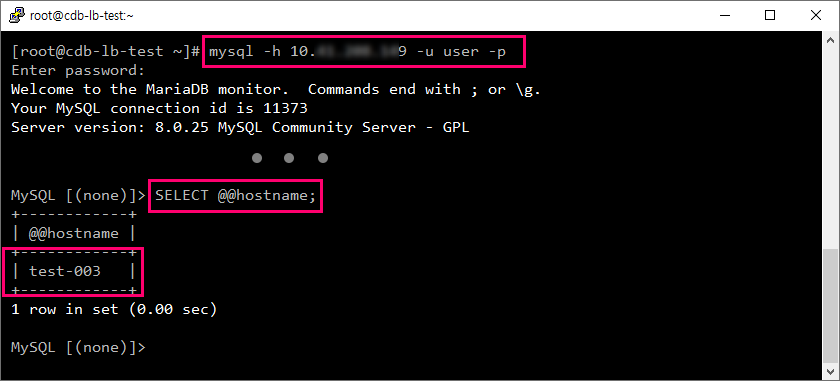 root@cdb-lb-test:~
[root@cdb-lb-test ~]# mysql -h 10. 9 -u user -p
Enter password:
Welcome to the MariaDB monitor.  Commands end with ; or \g.
Your MySQL connection id is 11373
Server version: 8.0.25 MySQL Community Server - GPL
MySQL [(none)]> SELECT @@hostname;
+------------+
| @@hostname |
+------------+
| test-003   |
+------------+
1 row in set (0.00 sec)
MySQL [(none)]>